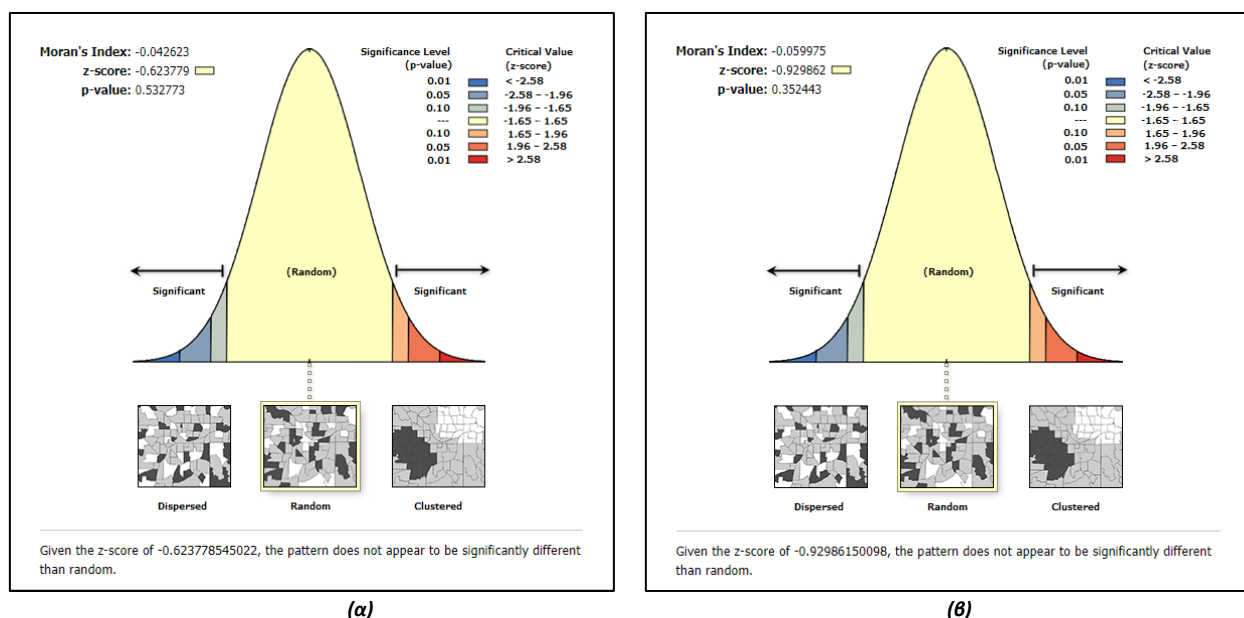 Moran's Index: -0.042623
z-score: -0.623779
p-value: 0.532773
Significance Level
(p-value)
Critical Value
(z-score)
0.01 < -2.58
0.05 -2.58 – -1.96
0.10 -1.96 – -1.65
--- -1.65 – 1.65
0.10 1.65 – 1.96
0.05 1.96 – 2.58
0.01 > 2.58
(Random)
Significant Significant
Dispersed Random Clustered
Given the z-score of -0.623778545022, the pattern does not appear to be significantly different
than random.
(α)
Moran's Index: -0.059975
z-score: -0.929862
p-value: 0.352443
Significance Level
(p-value)
Critical Value
(z-score)
0.01 < -2.58
0.05 -2.58 – -1.96
0.10 -1.96 – -1.65
--- -1.65 – 1.65
0.10 1.65 – 1.96
0.05 1.96 – 2.58
0.01 > 2.58
(Random)
Significant Significant
Dispersed Random Clustered
Given the z-score of -0.92986150098, the pattern does not appear to be significantly different
than random.
(β)